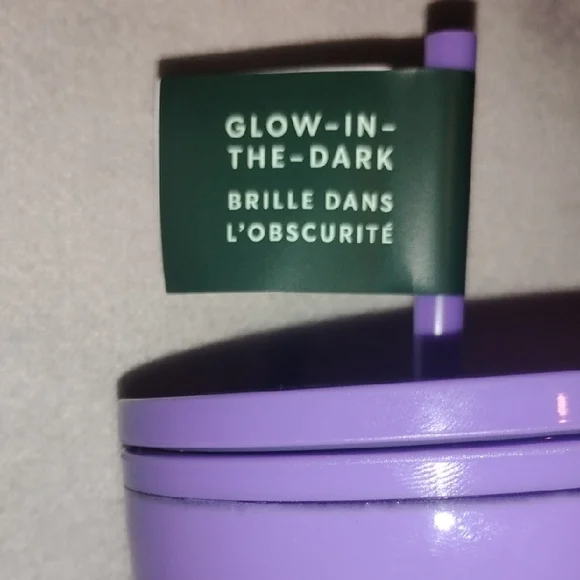 GLOW-IN-
THE-DARK
BRILLE DANS
L'OBSCURITÉ